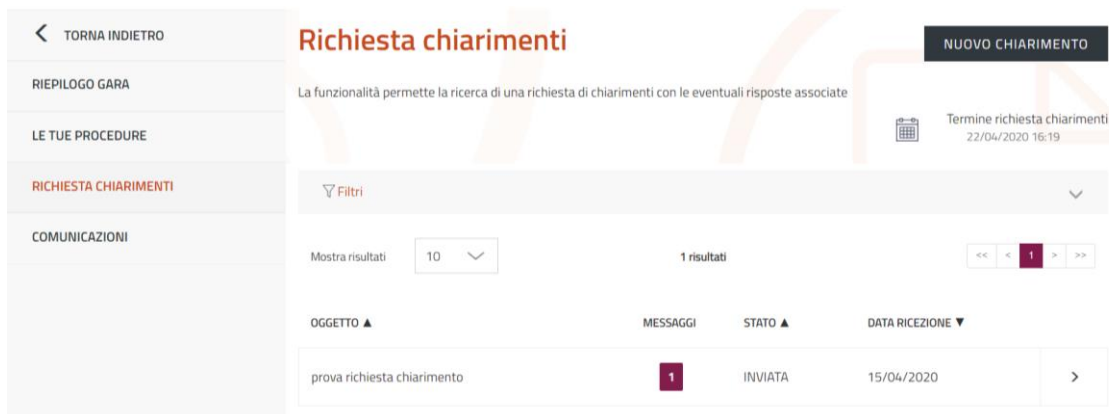 TORNA INDIETRO
RIEPILOGO GARA
LE TUE PROCEDURE
RICHIESTA CHIARIMENTI
COMUNICAZIONI
Richiesta chiarimenti
NUOVO CHIARIMENTO
La funzionalità permette la ricerca di una richiesta di chiarimenti con le eventuali risposte associate
Termine richiesta chiarimenti
22/04/2020 16:19
Filtri
Mostra risultati 10 1 risultati << < 1 > >>
OGGETTO ▲ MESSAGGI STATO ▲ DATA RICEZIONE ▼
prova richiesta chiarimento 1 INVIATA 15/04/2020 >